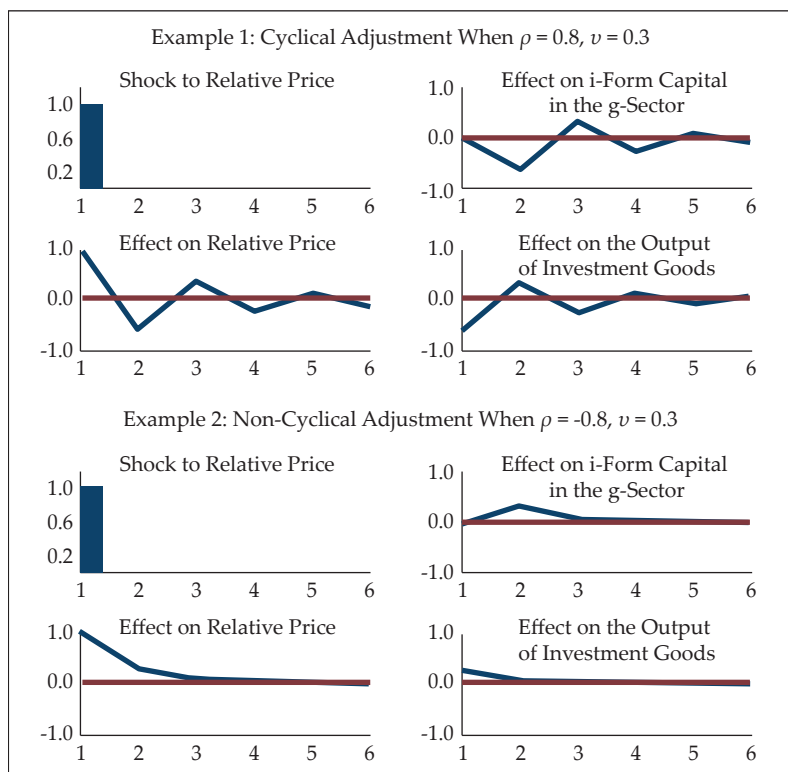 Example 1: Cyclical Adjustment When ρ = 0.8, υ = 0.3
Shock to Relative Price
1.0
0.6
0.2
1 2 3 4 5 6
Effect on i-Form Capital
in the g-Sector
1.0
0.0
-1.0
1 2 3 4 5 6
Effect on Relative Price
1.0
0.0
-1.0
1 2 3 4 5 6
Effect on the Output
of Investment Goods
1.0
0.0
-1.0
1 2 3 4 5 6
Example 2: Non-Cyclical Adjustment When ρ = -0.8, υ = 0.3
Shock to Relative Price
1.0
0.6
0.2
1 2 3 4 5 6
Effect on i-Form Capital
in the g-Sector
1.0
0.0
-1.0
1 2 3 4 5 6
Effect on Relative Price
1.0
0.0
-1.0
1 2 3 4 5 6
Effect on the Output
of Investment Goods
1.0
0.0
-1.0
1 2 3 4 5 6